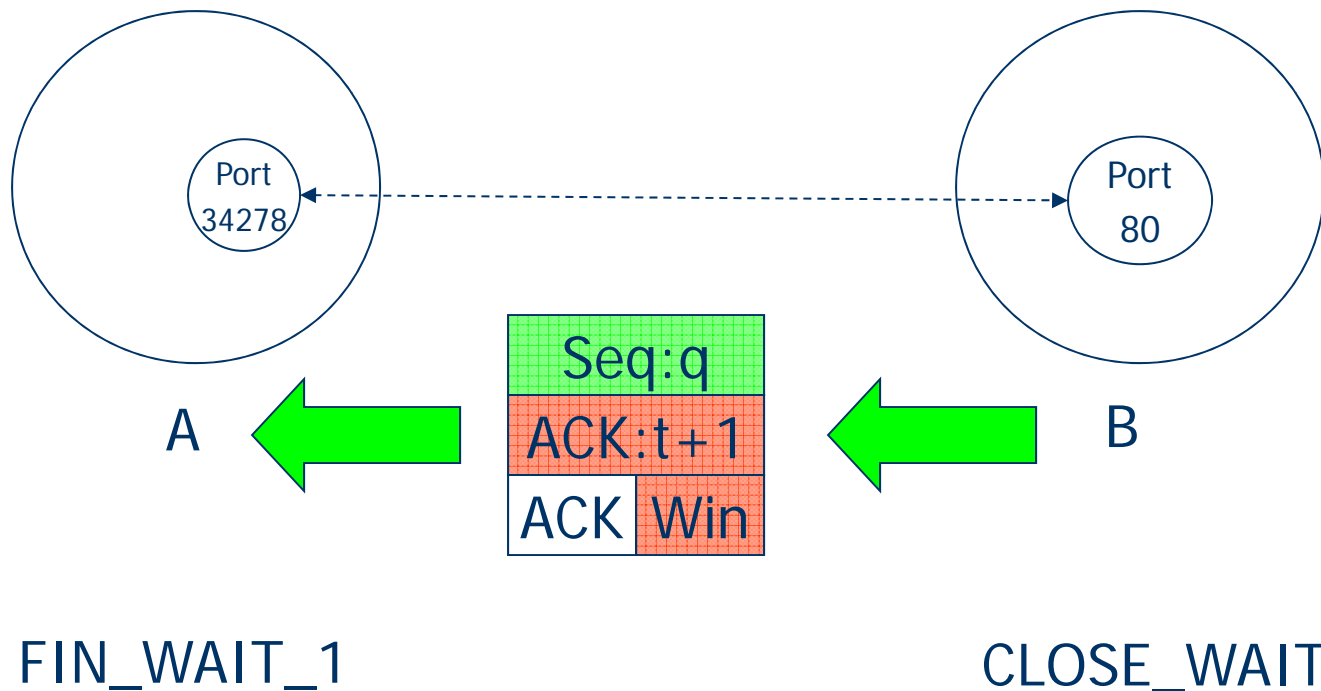 Port
34278
Port
80
Seq:q
A
ACK:t+1
B
ACK Win
FIN_WAIT_1
CLOSE_WAIT